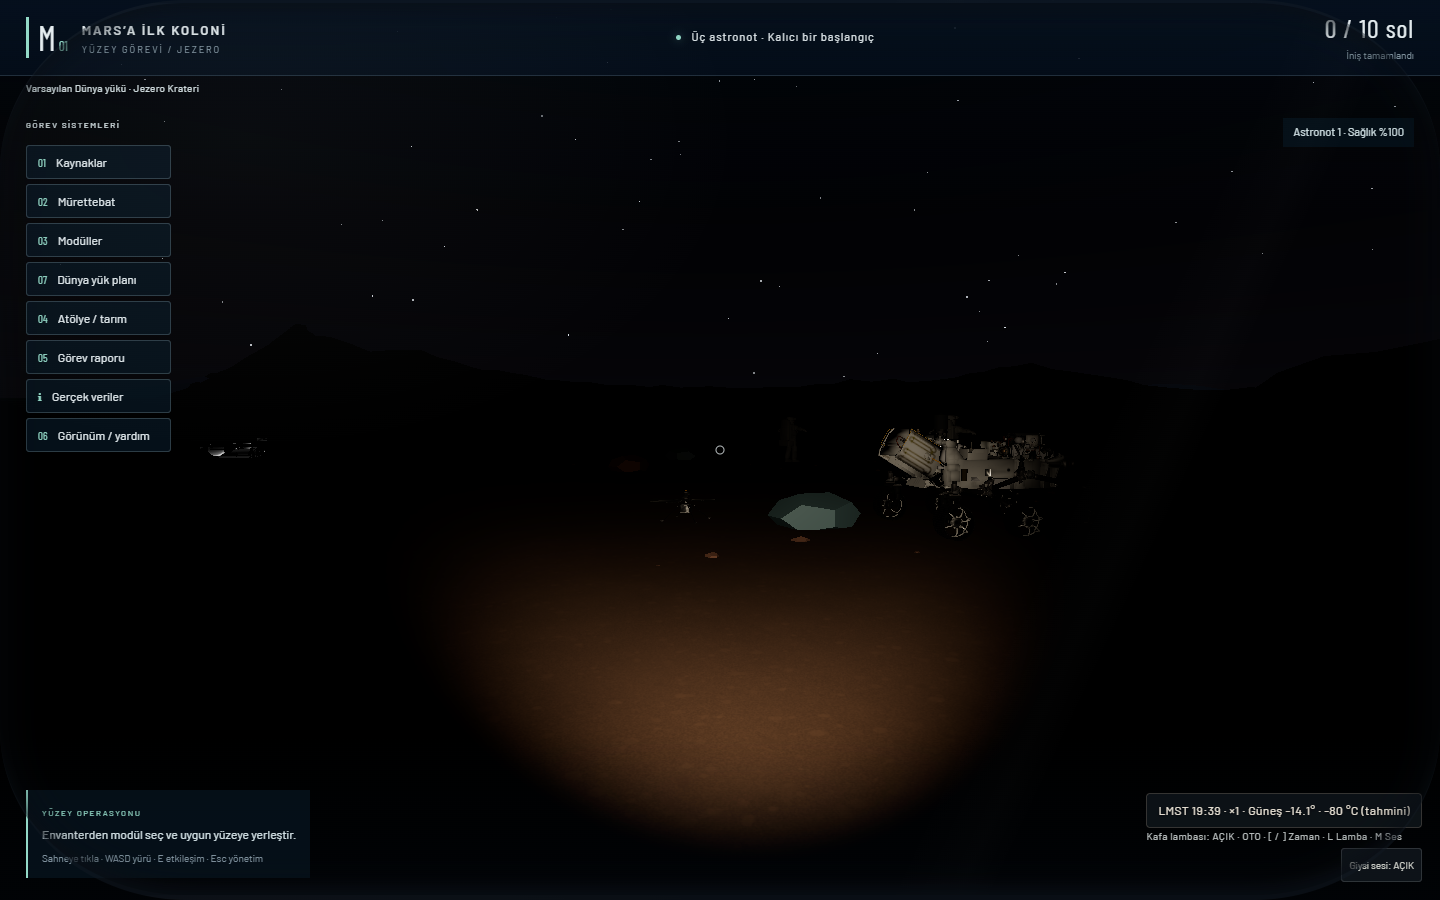 M 01
MARS'A İLK KOLONİ
YÜZEY GÖREVİ / JEZERO
Üç astronot · Kalıcı bir başlangıç
0 / 10 sol
İniş tamamlandı
Varsayılan Dünya yükü · Jezero Krateri
GÖREV SİSTEMLERİ
Astronot 1 · Sağlık %100
01 Kaynaklar
02 Mürettebat
03 Modüller
07 Dünya yük planı
04 Atölye / tarım
05 Görev raporu
i Gerçek veriler
06 Görünüm / yardım
YÜZEY OPERASYONU
Envanterden modül seç ve uygun yüzeye yerleştir.
Sahneye tıkla · WASD yürü · E etkileşim · Esc yönetim
LMST 19:39 · ×1 · Güneş -14.1° · -80 °C (tahmini)
Kafa lambası: AÇIK · OTO · [ / ] Zaman · L Lamba · M Ses
Giysi sesi: AÇIK